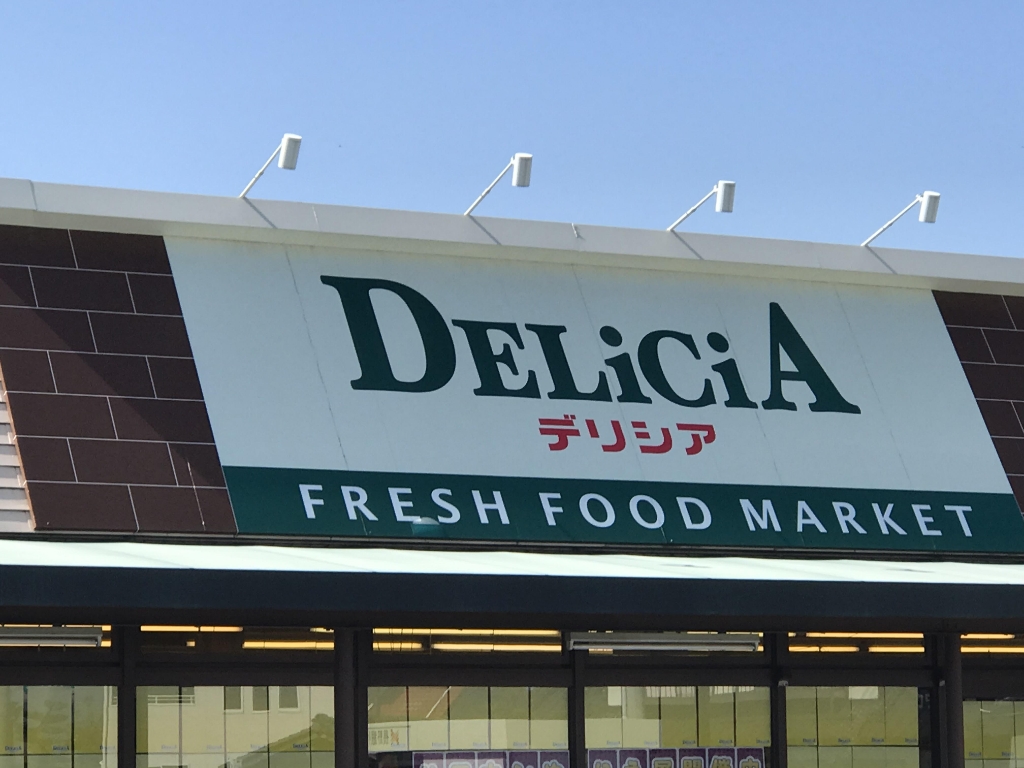 DELiCiA
デリシア
FRESH FOOD MARKET